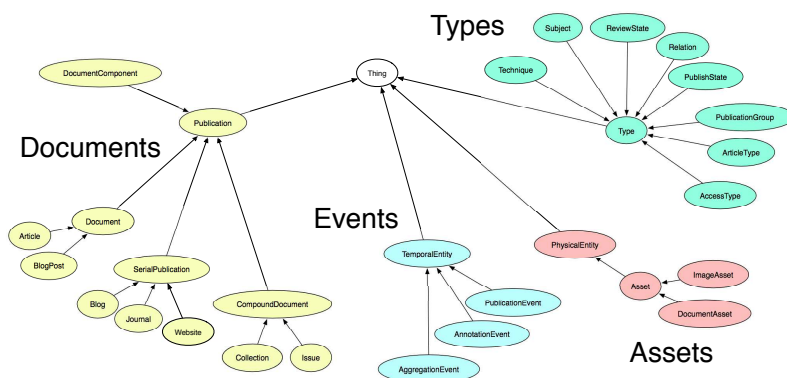 Types
Subject
ReviewState
Relation
Technique
PublishState
DocumentComponent
Thing
PublicationGroup
Publication
Type
ArticleType
Documents
AccessType
Document
Article
Events
BlogPost
PhysicalEntity
TemporalEntity
SerialPublication
ImageAsset
Asset
Blog
CompoundDocument
PublicationEvent
Journal
DocumentAsset
Website
AnnotationEvent
Assets
Collection
Issue
AggregationEvent